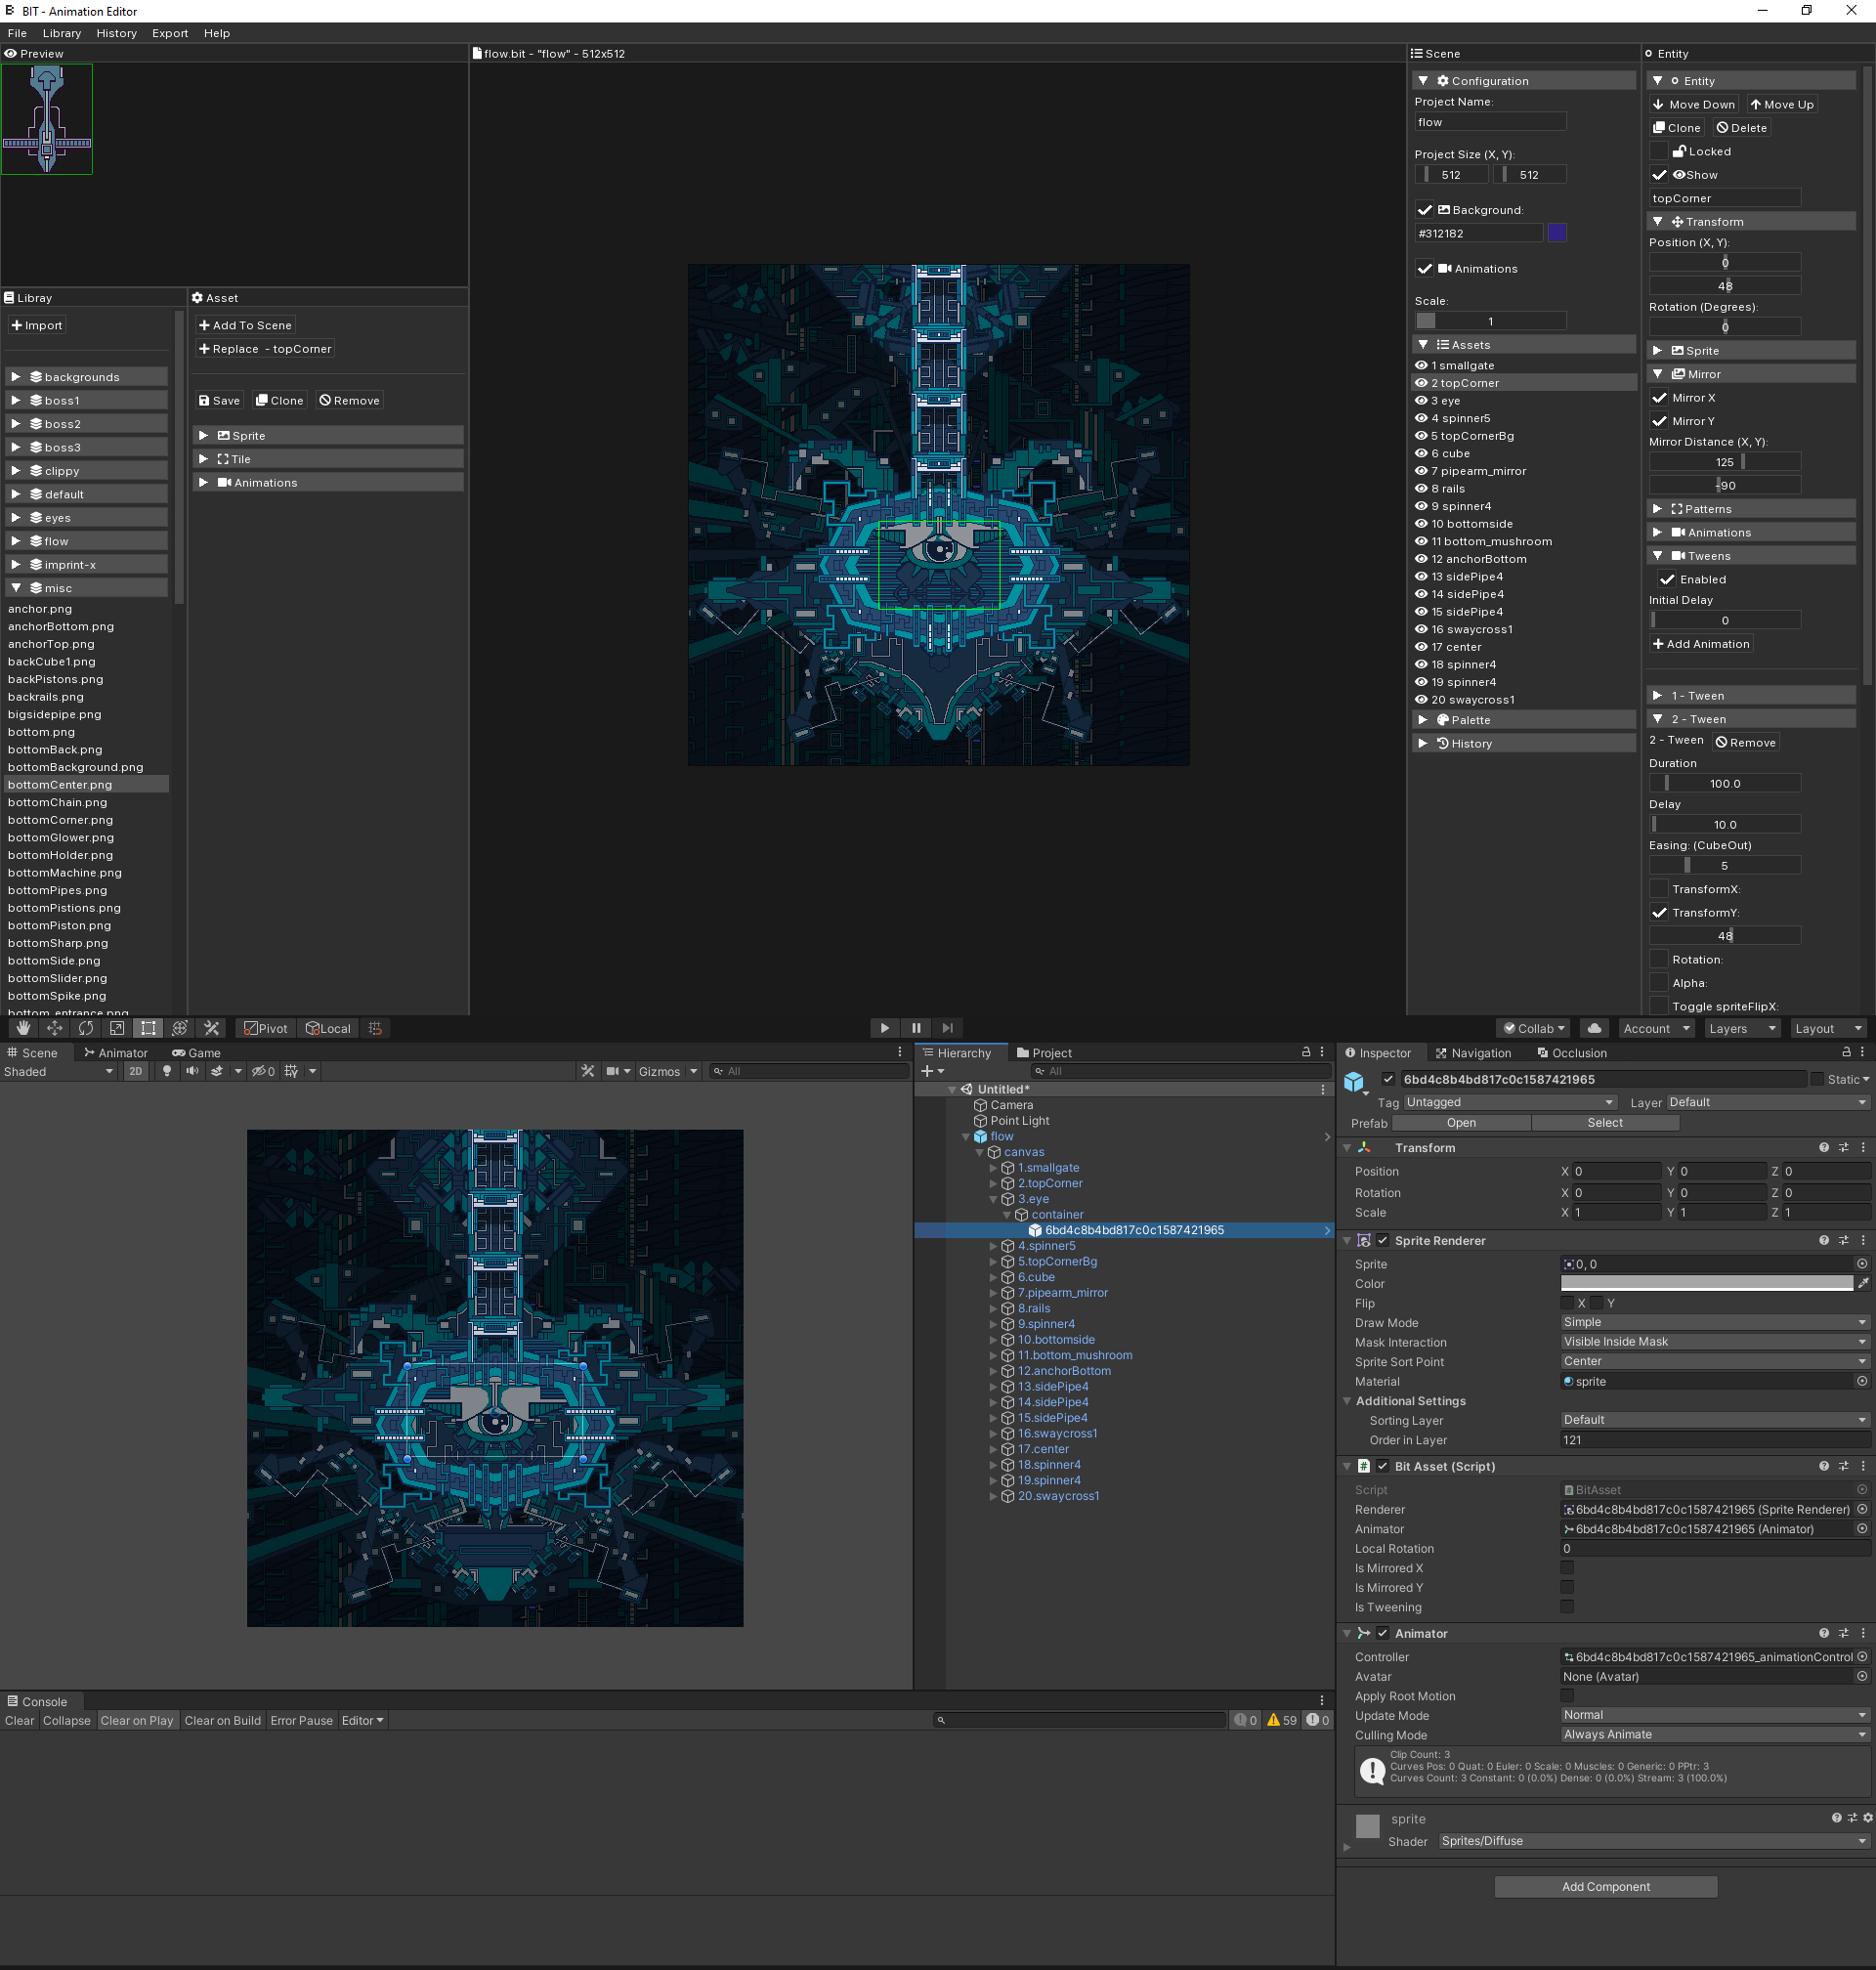 BIT - Animation Editor
File Library History Export Help
Preview
flow.bit - "flow" - 512x512
Scene
Configuration
Project Name:
flow
Project Size (X, Y):
512 512
Background:
#312182
Animations
Scale:
1
Assets
1 smallgate
2 topCorner
3 eye
4 spinner5
5 topCornerBg
6 cube
7 pipearm_mirror
8 rails
9 spinner4
10 bottomside
11 bottom_mushroom
12 anchorBottom
13 sidePipe4
14 sidePipe4
15 sidePipe4
16 swaycross1
17 center
18 spinner4
19 spinner4
20 swaycross1
Palette
History
Entity
Entity
Move Down Move Up
Clone Delete
Locked
Show
topCorner
Transform
Position (X, Y):
0
48
Rotation (Degrees):
0
Sprite
Mirror
Mirror X
Mirror Y
Mirror Distance (X, Y):
125
-90
Patterns
Animations
Tweens
Enabled
Initial Delay
0
Add Animation
1 - Tween
2 - Tween
2 - Tween Remove
Duration
100.0
Delay
10.0
Easing: (CubeOut)
5
TransformX:
TransformY:
48
Rotation:
Alpha:
Toggle spriteFlipX:
Library
Import
backgrounds
boss1
boss2
boss3
clippy
default
eyes
flow
imprint-x
misc
anchor.png
anchorBottom.png
anchorTop.png
backCube1.png
backPistons.png
backrails.png
bigsidepipe.png
bottom.png
bottomBack.png
bottomBackground.png
bottomCenter.png
bottomChain.png
bottomCorner.png
bottomGlower.png
bottomHolder.png
bottomMachine.png
bottomPipes.png
bottomPistions.png
bottomPiston.png
bottomSharp.png
bottomSide.png
bottomSlider.png
bottomSpike.png
bottom_entrance.png
Asset
Add To Scene
Replace - topCorner
Save Clone Remove
Sprite
Tile
Animations
Pivot Local
Collab Account Layers Layout
Scene Animator Game
Shaded 2D 0 Gizmos All
Hierarchy Project
All
Untitled*
Camera
Point Light
flow
canvas
1.smallgate
2.topCorner
3.eye
container
6bd4c8b4bd817c0c1587421965
4.spinner5
5.topCornerBg
6.cube
7.pipearm_mirror
8.rails
9.spinner4
10.bottomside
11.bottom_mushroom
12.anchorBottom
13.sidePipe4
14.sidePipe4
15.sidePipe4
16.swaycross1
17.center
18.spinner4
19.spinner4
20.swaycross1
Inspector Navigation Occlusion
6bd4c8b4bd817c0c1587421965 Static
Tag Untagged Layer Default
Prefab Open Select
Transform
Position X 0 Y 0 Z 0
Rotation X 0 Y 0 Z 0
Scale X 1 Y 1 Z 1
Sprite Renderer
Sprite 0, 0
Color
Flip X Y
Draw Mode Simple
Mask Interaction Visible Inside Mask
Sprite Sort Point Center
Material sprite
Additional Settings
Sorting Layer Default
Order in Layer 121
Bit Asset (Script)
Script BitAsset
Renderer 6bd4c8b4bd817c0c1587421965 (Sprite Renderer)
Animator 6bd4c8b4bd817c0c1587421965 (Animator)
Local Rotation 0
Is Mirrored X
Is Mirrored Y
Is Tweening
Animator
Controller 6bd4c8b4bd817c0c1587421965_animationControl
Avatar None (Avatar)
Apply Root Motion
Update Mode Normal
Culling Mode Always Animate
Clip Count: 3
Curves Pos: 0 Quat: 0 Euler: 0 Scale: 0 Muscles: 0 Generic: 0 PPtr: 3
Curves Count: 3 Constant: 0 (0.0%) Dense: 0 (0.0%) Stream: 3 (100.0%)
sprite
Shader Sprites/Diffuse
Add Component
Console
Clear Collapse Clear on Play Clear on Build Error Pause Editor 0 59 0